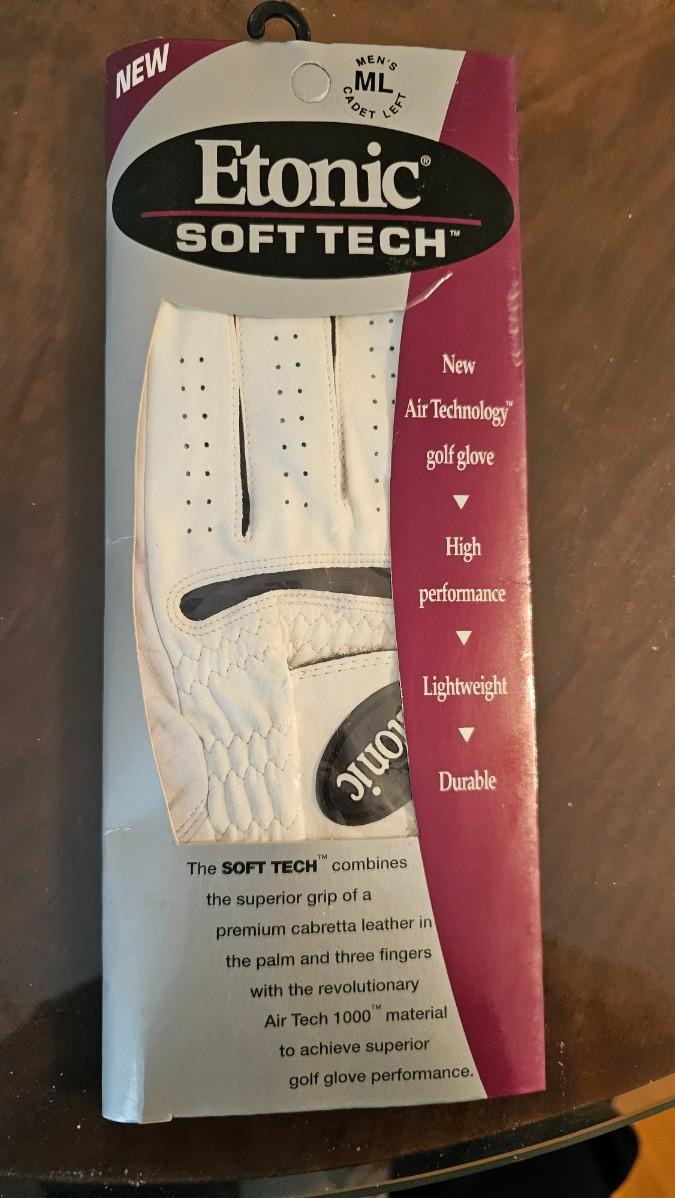 NEW
MEN'S
ML
CADET LEFT
Etonic®
SOFT TECH™
New
Air Technology™
golf glove
High
performance
Lightweight
Durable
tonic
The SOFT TECH™ combines
the superior grip of a
premium cabretta leather in
the palm and three fingers
with the revolutionary
Air Tech 1000™ material
to achieve superior
golf glove performance.